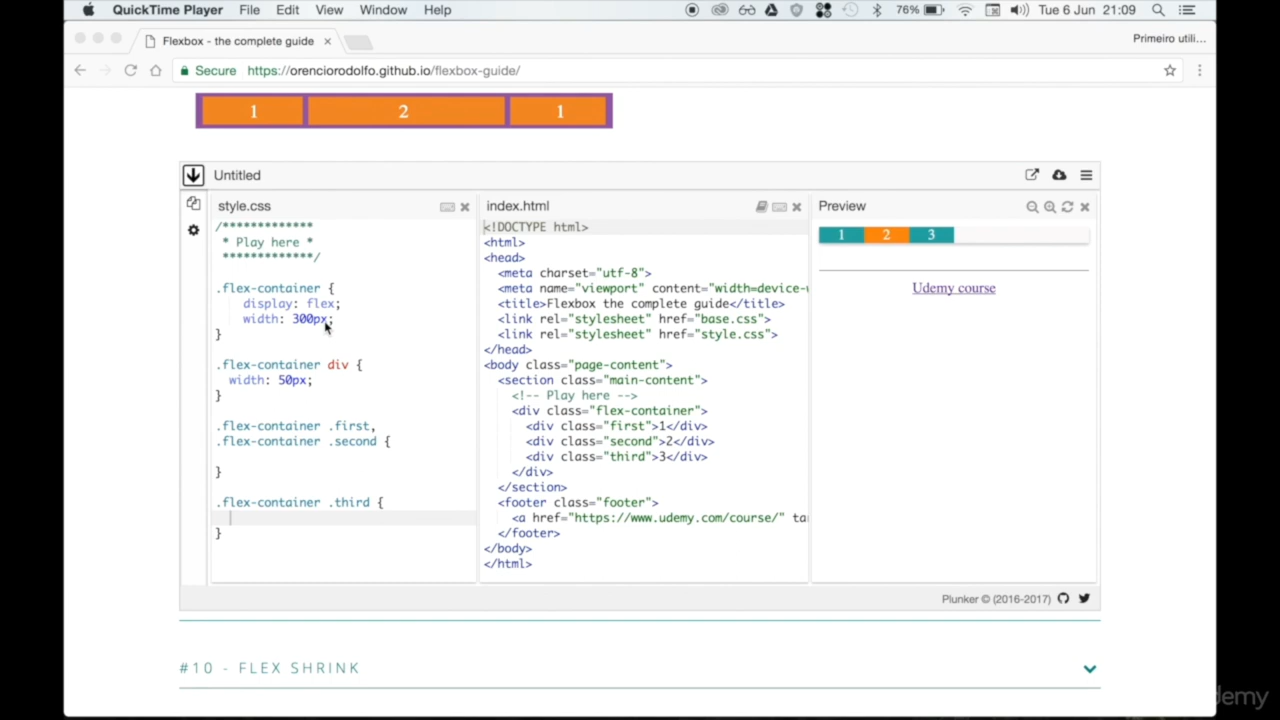 QuickTime Player File Edit View Window Help 76% Tue 6 Jun 21:09
Flexbox - the complete guide
Primeiro utili...
Secure https://orenciorodolfo.github.io/flexbox-guide/
1 2 1
Untitled
style.css
/*************
* Play here *
*************/
.flex-container {
display: flex;
width: 300px;
}
.flex-container div {
width: 50px;
}
.flex-container .first,
.flex-container .second {
}
.flex-container .third {
}
index.html
<!DOCTYPE html>
<html>
<head>
<meta charset="utf-8">
<meta name="viewport" content="width=device-w
<title>Flexbox the complete guide</title>
<link rel="stylesheet" href="base.css">
<link rel="stylesheet" href="style.css">
</head>
<body class="page-content">
<section class="main-content">
<!-- Play here -->
<div class="flex-container">
<div class="first">1</div>
<div class="second">2</div>
<div class="third">3</div>
</div>
</section>
<footer class="footer">
<a href="https://www.udemy.com/course/" ta
</footer>
</body>
</html>
Preview
1 2 3
Udemy course
Plunker © (2016-2017)
#10 - FLEX SHRINK
demy